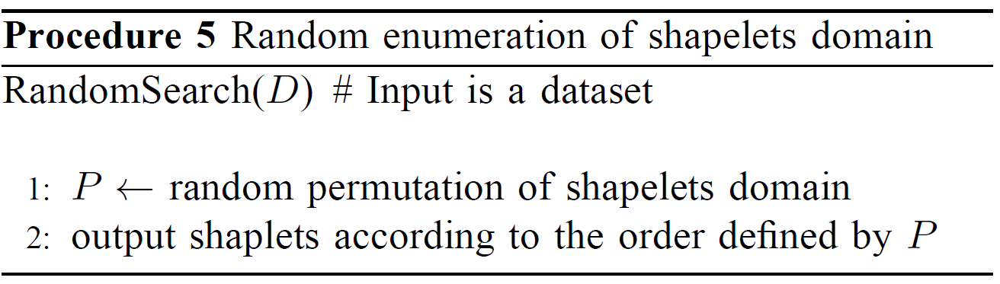 Procedure 5 Random enumeration of shapelets domain
RandomSearch(D) # Input is a dataset
1: P ← random permutation of shapelets domain
2: output shaplets according to the order defined by P